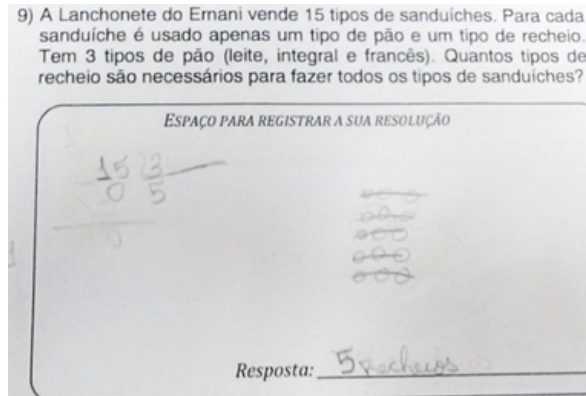 9) A Lanchonete do Ernani vende 15 tipos de sanduíches. Para cada
sanduíche é usado apenas um tipo de pão e um tipo de recheio.
Tem 3 tipos de pão (leite, integral e francês). Quantos tipos de
recheio são necessários para fazer todos os tipos de sanduíches?
ESPAÇO PARA REGISTRAR A SUA RESOLUÇÃO
15 3
0 5
Resposta: 5 recheios